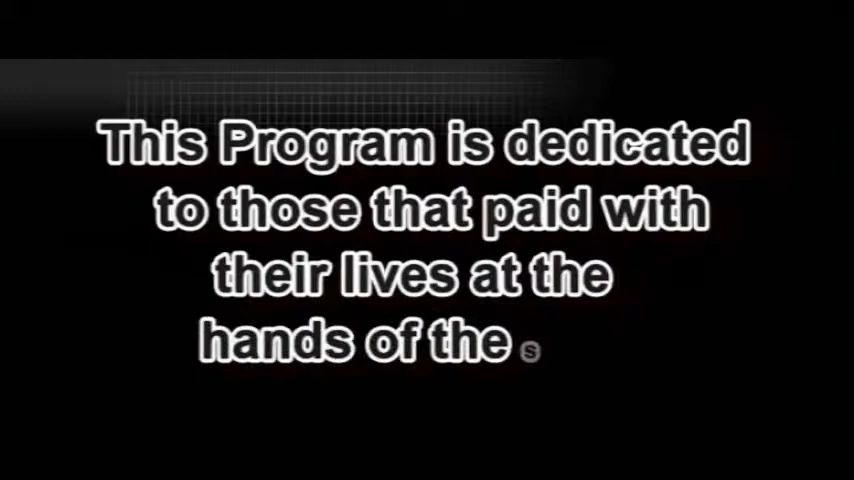 This Program is dedicated
to those that paid with
their lives at the
hands of the s